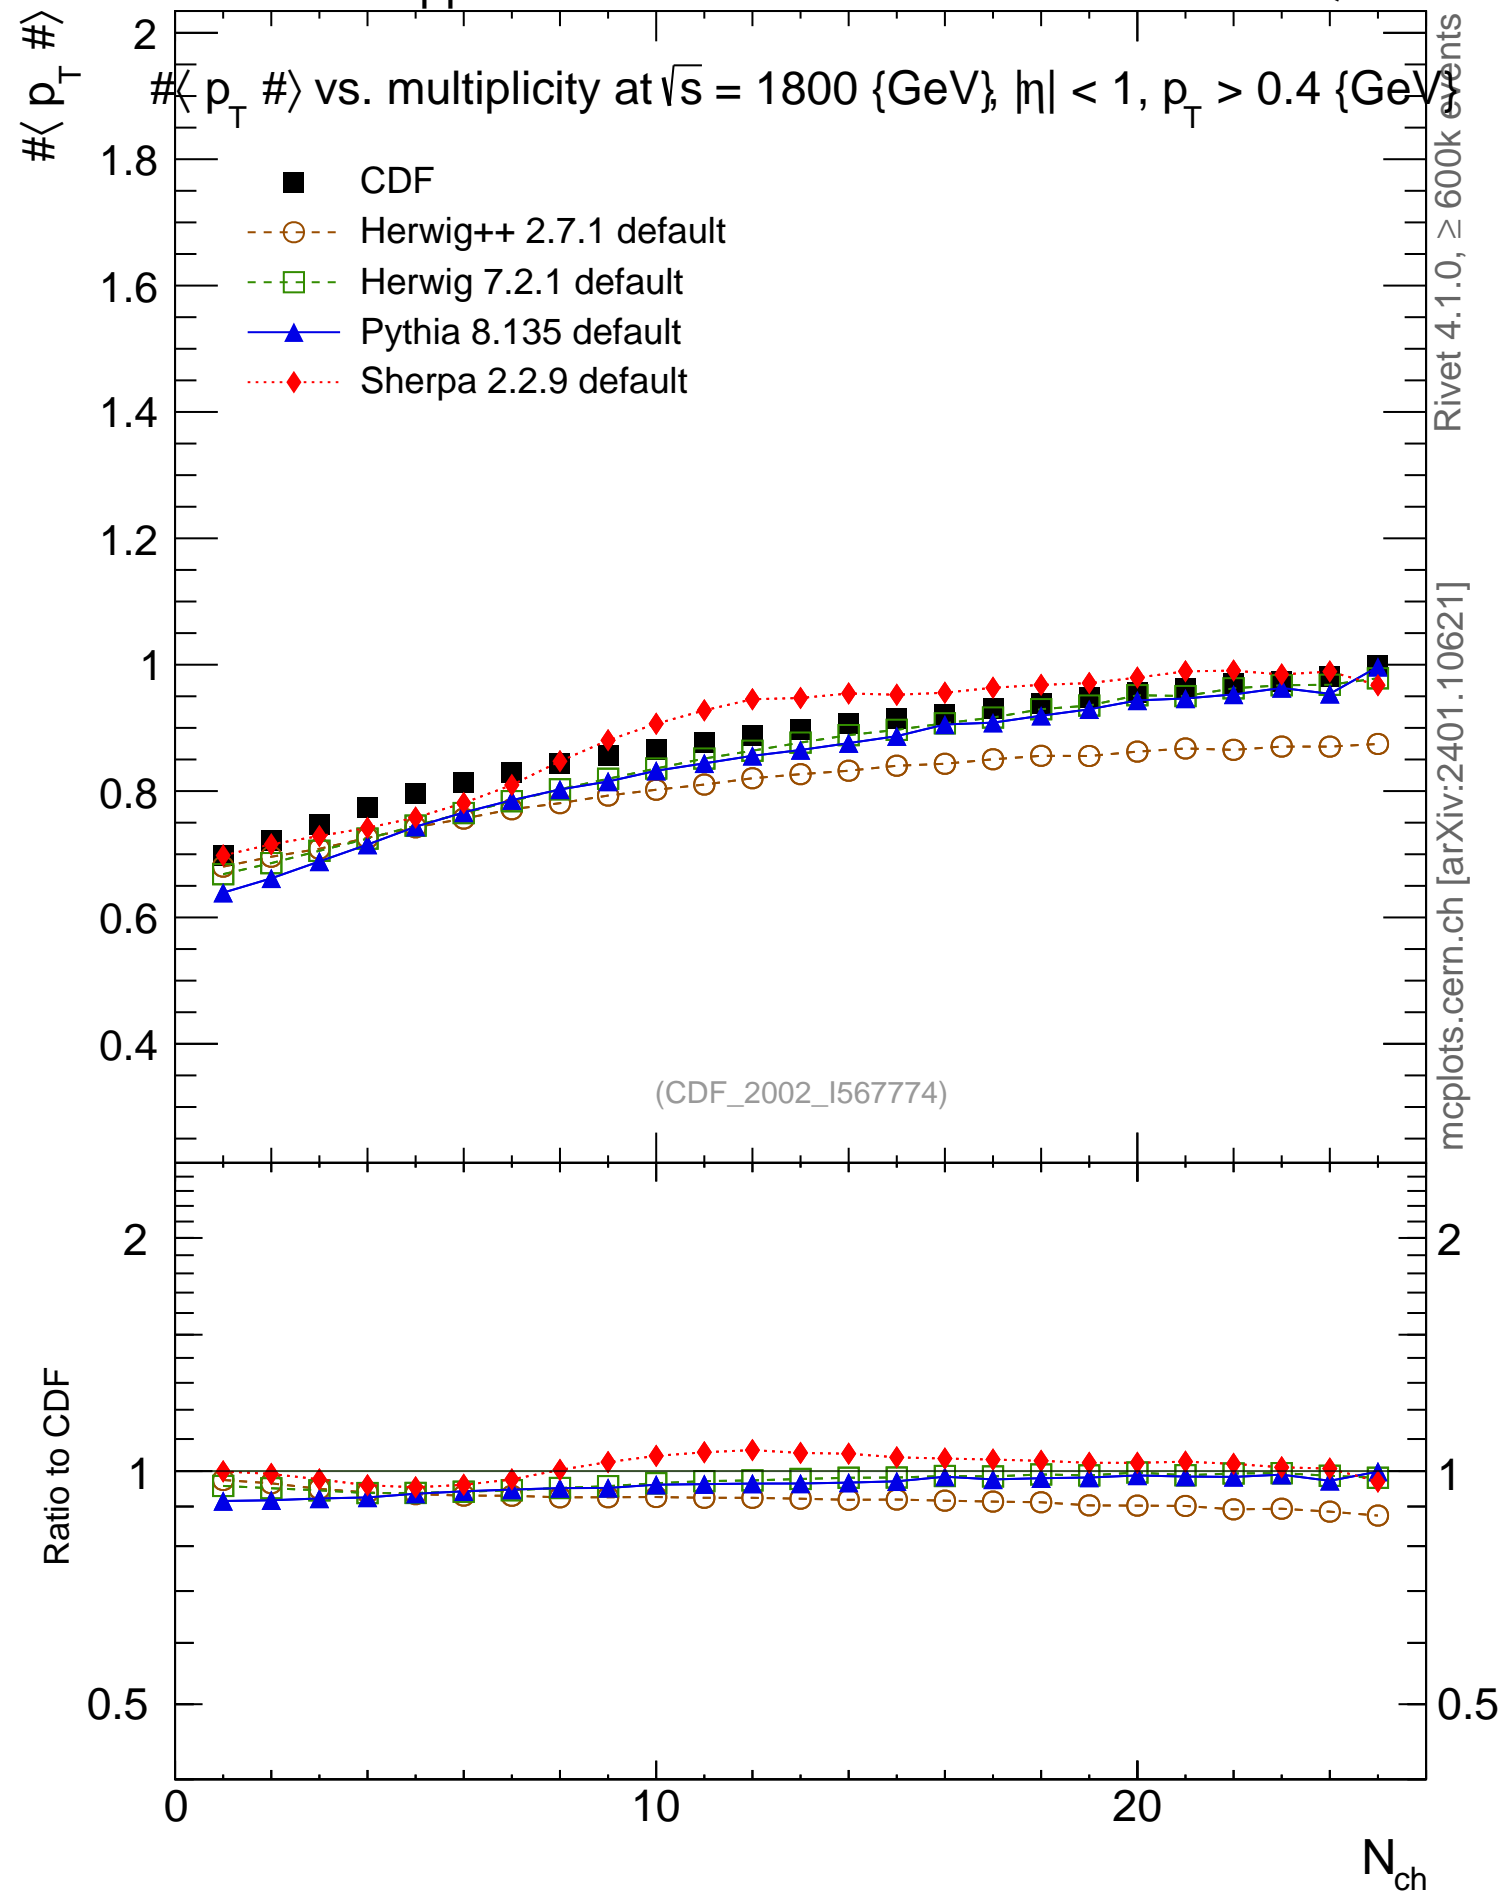 #⟨ p_T #⟩
#⟨ p_T #⟩ vs. multiplicity at √s = 1800 {GeV}, |η| < 1, p_T > 0.4 {GeV}
CDF
Herwig++ 2.7.1 default
Herwig 7.2.1 default
Pythia 8.135 default
Sherpa 2.2.9 default
2
1.8
1.6
1.4
1.2
1
0.8
0.6
0.4
(CDF_2002_I567774)
Rivet 4.1.0, ≥ 600k events
mcplots.cern.ch [arXiv:2401.10621]
Ratio to CDF
2
1
0.5
2
1
0.5
0
10
20
N_ch